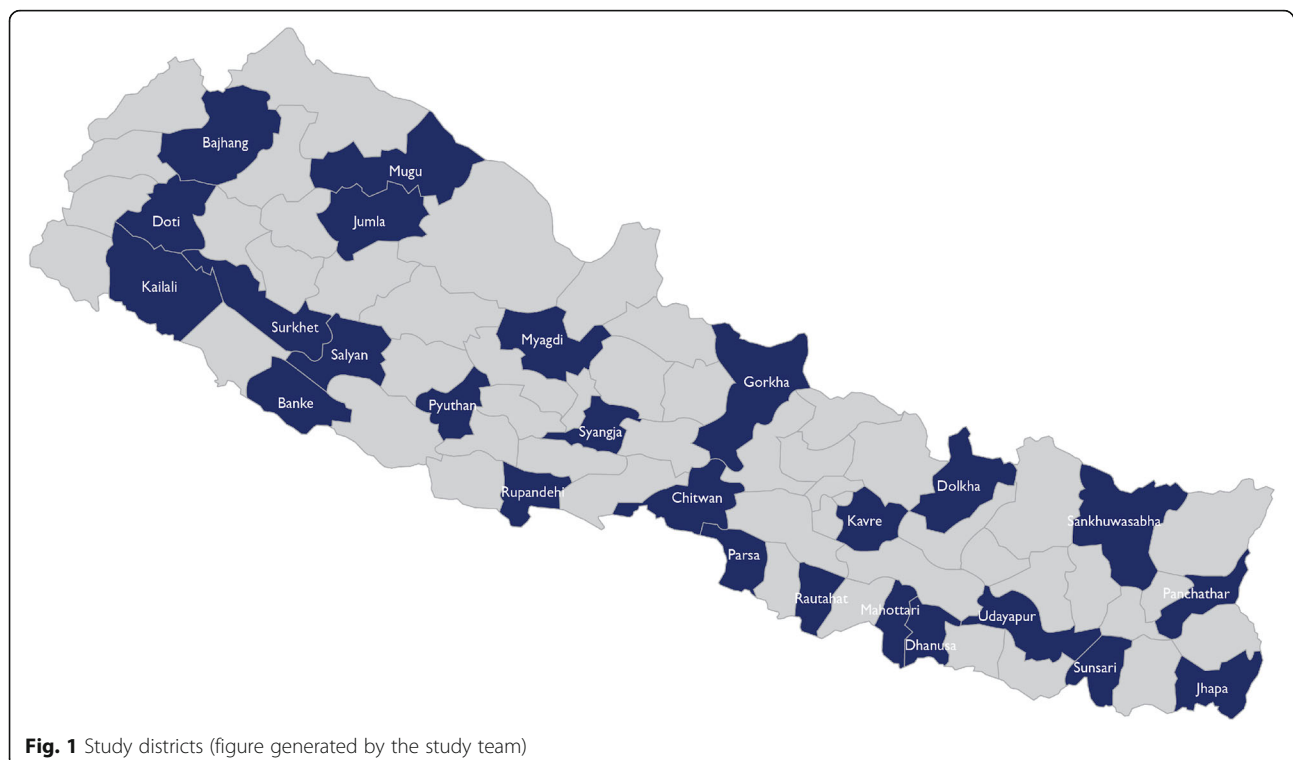 Bajhang
Mugu
Doti
Jumla
Kailali
Surkhet
Myagdi
Salyan
Gorkha
Banke
Pyuthan
Syangja
Rupandehi
Chitwan
Dolkha
Kavre
Sankhuwasabha
Parsa
Rautahat
Mahottari
Udayapur
Panchathar
Dhanusa
Sunsari
Jhapa
Fig. 1 Study districts (figure generated by the study team)